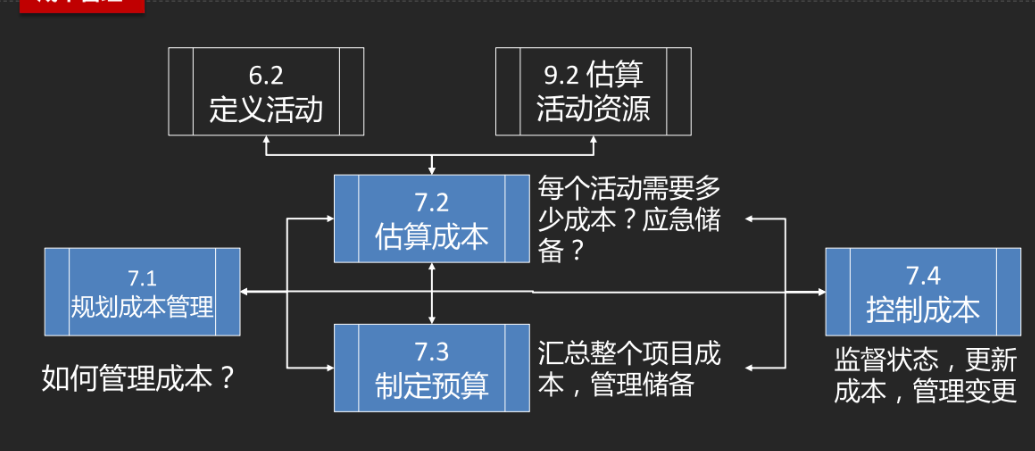 6.2
定义活动
9.2 估算
活动资源
7.2
估算成本
每个活动需要多
少成本？应急储
备？
7.1
规划成本管理
如何管理成本？
7.3
制定预算
汇总整个项目成
本，管理储备
7.4
控制成本
监督状态，更新
成本，管理变更